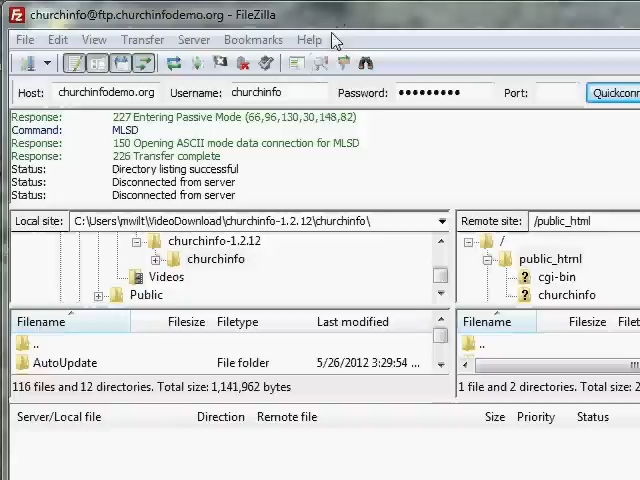 churchinfo@ftp.churchinfodemo.org - FileZilla
File Edit View Transfer Server Bookmarks Help
Host: churchinfodemo.org Username: churchinfo Password: ●●●●●●●●● Port: Quickconn
Response: 227 Entering Passive Mode (66,96,130,30,148,82)
Command: MLSD
Response: 150 Opening ASCII mode data connection for MLSD
Response: 226 Transfer complete
Status: Directory listing successful
Status: Disconnected from server
Status: Disconnected from server
Local site: C:\Users\mwilt\VideoDownload\churchinfo-1.2.12\churchinfo\ Remote site: /public_html
churchinfo-1.2.12 /
churchinfo public_html
Videos cgi-bin
Public churchinfo
Filename Filesize Filetype Last modified Filename Filesize Filet
.. ..
AutoUpdate File folder 5/26/2012 3:29:54 ...
116 files and 12 directories. Total size: 1,141,962 bytes 1 file and 2 directories. Total size: 2
Server/Local file Direction Remote file Size Priority Status